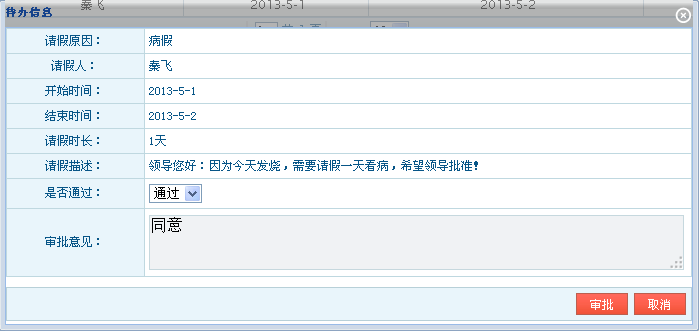 秦飞 2013-5-1 2013-5-2
待办信息
请假原因： 病假
请假人： 秦飞
开始时间： 2013-5-1
结束时间： 2013-5-2
请假时长： 1天
请假描述： 领导您好：因为今天发烧，需要请假一天看病，希望领导批准！
是否通过： 通过
审批意见： 同意
审批 取消